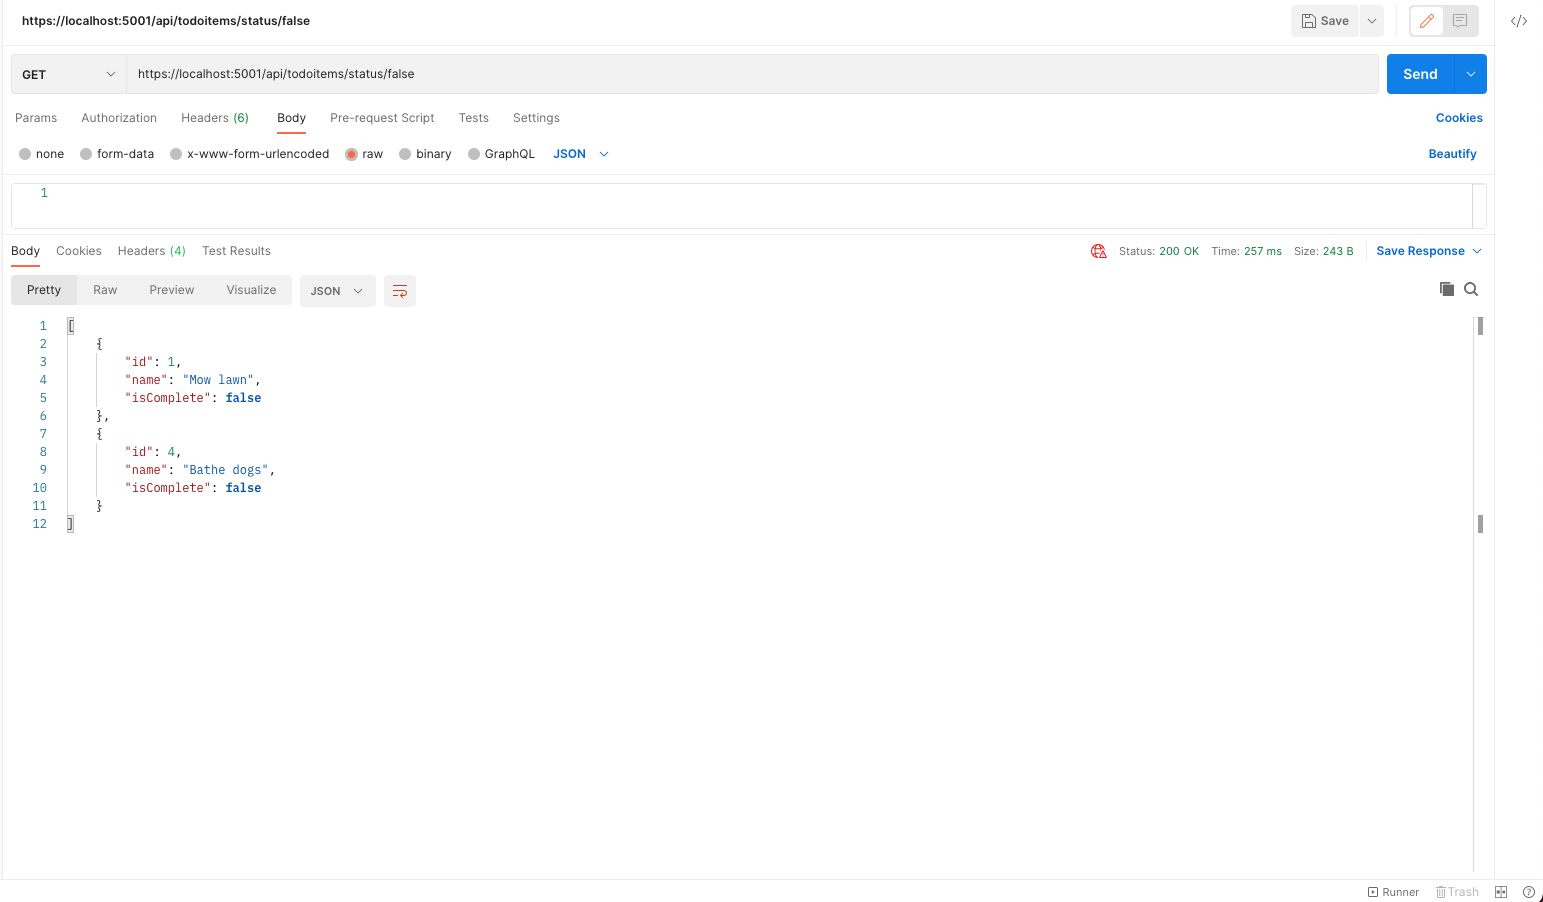 https://localhost:5001/api/todoitems/status/false Save </>
GET https://localhost:5001/api/todoitems/status/false Send
Params Authorization Headers (6) Body Pre-request Script Tests Settings Cookies
none form-data x-www-form-urlencoded raw binary GraphQL JSON Beautify
1
Body Cookies Headers (4) Test Results Status: 200 OK Time: 257 ms Size: 243 B Save Response
Pretty Raw Preview Visualize JSON
1 [
2 {
3 "id": 1,
4 "name": "Mow lawn",
5 "isComplete": false
6 },
7 {
8 "id": 4,
9 "name": "Bathe dogs",
10 "isComplete": false
11 }
12 ]
Runner Trash ?